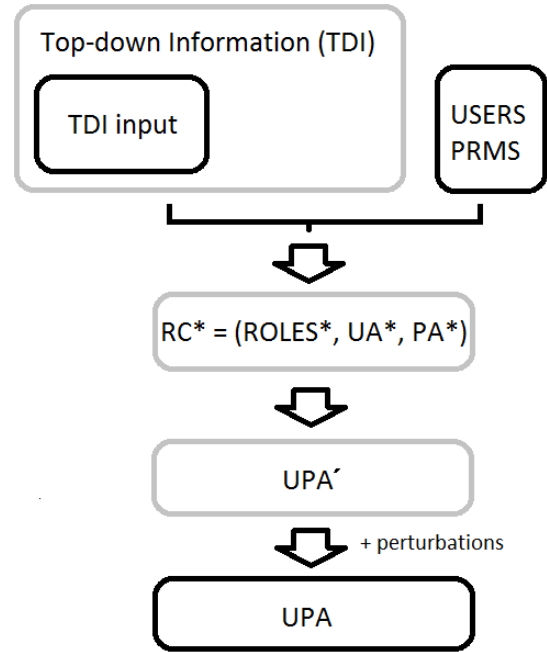 Top-down Information (TDI)
TDI input
USERS
PRMS
RC* = (ROLES*, UA*, PA*)
UPA´
+ perturbations
UPA